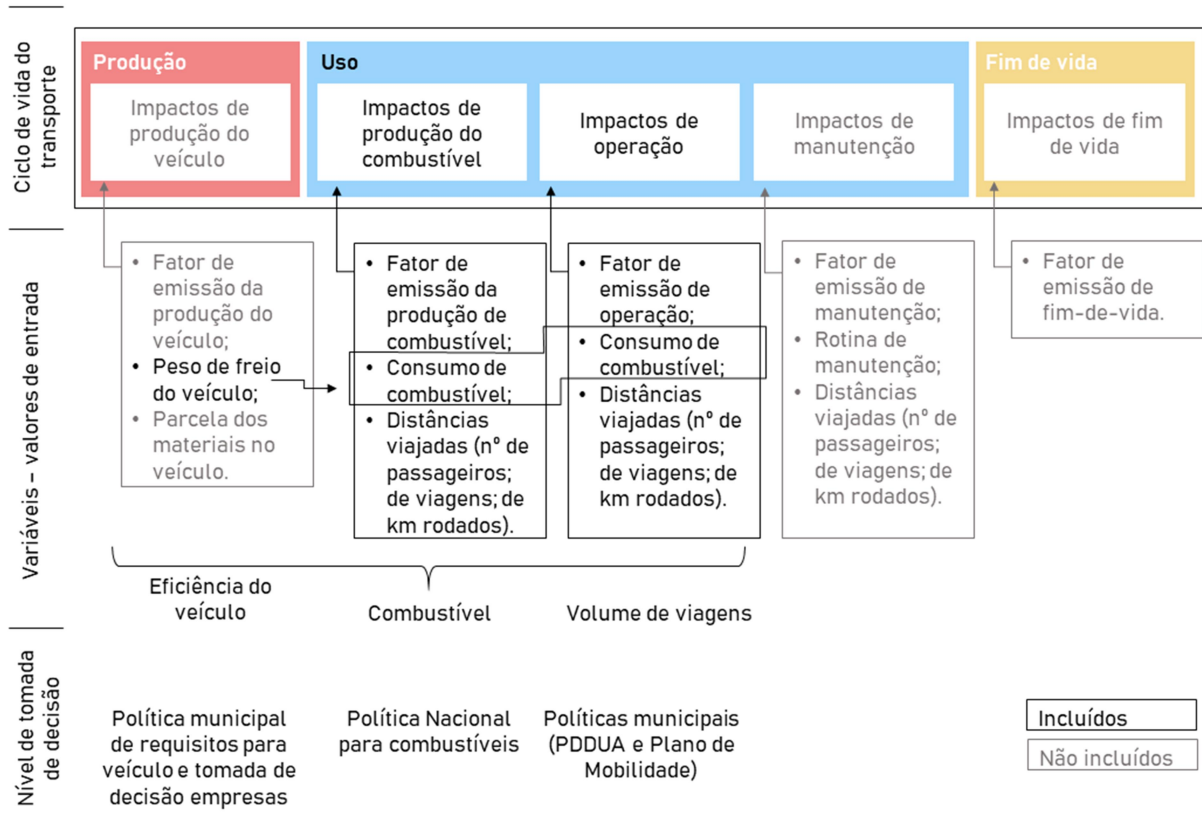 Ciclo de vida do
transporte
Produção
Impactos de
produção do
veículo
Uso
Impactos de
produção do
combustível
Impactos de
operação
Impactos de
manutenção
Fim de vida
Impactos de fim
de vida
Variáveis – valores de entrada
• Fator de
emissão da
produção do
veículo;
• Peso de freio
do veículo;
• Parcela dos
materiais no
veículo.
• Fator de
emissão da
produção de
combustível;
• Consumo de
combustível;
• Distâncias
viajadas (nº de
passageiros;
de viagens; de
km rodados).
• Fator de
emissão de
operação;
• Consumo de
combustível;
• Distâncias
viajadas (nº de
passageiros;
de viagens; de
km rodados).
• Fator de
emissão de
manutenção;
• Rotina de
manutenção;
• Distâncias
viajadas (nº de
passageiros;
de viagens; de
km rodados).
• Fator de
emissão de
fim-de-vida.
Eficiência do
veículo
Combustível
Volume de viagens
Nível de tomada
de decisão
Política municipal
de requisitos para
veículo e tomada de
decisão empresas
Política Nacional
para combustíveis
Políticas municipais
(PDDUA e Plano de
Mobilidade)
Incluídos
Não incluídos